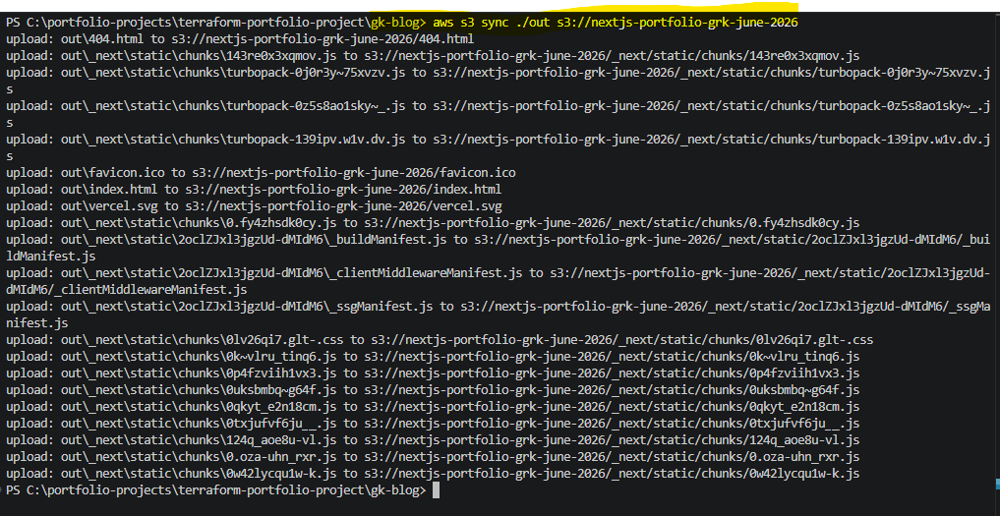 PS C:\portfolio-projects\terraform-portfolio-project\gk-blog> aws s3 sync ./out s3://nextjs-portfolio-grk-june-2026
upload: out\404.html to s3://nextjs-portfolio-grk-june-2026/404.html
upload: out\_next\static\chunks\143re0x3xqmov.js to s3://nextjs-portfolio-grk-june-2026/_next/static/chunks/143re0x3xqmov.js
upload: out\_next\static\chunks\turbopack-0j0r3y~75xvzv.js to s3://nextjs-portfolio-grk-june-2026/_next/static/chunks/turbopack-0j0r3y~75xvzv.j
s
upload: out\_next\static\chunks\turbopack-0z5s8ao1sky~_.js to s3://nextjs-portfolio-grk-june-2026/_next/static/chunks/turbopack-0z5s8ao1sky~_.j
s
upload: out\_next\static\chunks\turbopack-139ipv.w1v.dv.js to s3://nextjs-portfolio-grk-june-2026/_next/static/chunks/turbopack-139ipv.w1v.dv.j
s
upload: out\favicon.ico to s3://nextjs-portfolio-grk-june-2026/favicon.ico
upload: out\index.html to s3://nextjs-portfolio-grk-june-2026/index.html
upload: out\vercel.svg to s3://nextjs-portfolio-grk-june-2026/vercel.svg
upload: out\_next\static\chunks\0.fy4zhsdk0cy.js to s3://nextjs-portfolio-grk-june-2026/_next/static/chunks/0.fy4zhsdk0cy.js
upload: out\_next\static\2oclZJxl3jgzUd-dMIdM6\_buildManifest.js to s3://nextjs-portfolio-grk-june-2026/_next/static/2oclZJxl3jgzUd-dMIdM6/_bui
ldManifest.js
upload: out\_next\static\2oclZJxl3jgzUd-dMIdM6\_clientMiddlewareManifest.js to s3://nextjs-portfolio-grk-june-2026/_next/static/2oclZJxl3jgzUd-
dMIdM6/_clientMiddlewareManifest.js
upload: out\_next\static\2oclZJxl3jgzUd-dMIdM6\_ssgManifest.js to s3://nextjs-portfolio-grk-june-2026/_next/static/2oclZJxl3jgzUd-dMIdM6/_ssgMa
nifest.js
upload: out\_next\static\chunks\0lv26qi7.glt-.css to s3://nextjs-portfolio-grk-june-2026/_next/static/chunks/0lv26qi7.glt-.css
upload: out\_next\static\chunks\0k~vlru_tinq6.js to s3://nextjs-portfolio-grk-june-2026/_next/static/chunks/0k~vlru_tinq6.js
upload: out\_next\static\chunks\0p4fzviih1vx3.js to s3://nextjs-portfolio-grk-june-2026/_next/static/chunks/0p4fzviih1vx3.js
upload: out\_next\static\chunks\0uksbmbq~g64f.js to s3://nextjs-portfolio-grk-june-2026/_next/static/chunks/0uksbmbq~g64f.js
upload: out\_next\static\chunks\0qkyt_e2n18cm.js to s3://nextjs-portfolio-grk-june-2026/_next/static/chunks/0qkyt_e2n18cm.js
upload: out\_next\static\chunks\0txjufvf6ju__.js to s3://nextjs-portfolio-grk-june-2026/_next/static/chunks/0txjufvf6ju__.js
upload: out\_next\static\chunks\124q_aoe8u-vl.js to s3://nextjs-portfolio-grk-june-2026/_next/static/chunks/124q_aoe8u-vl.js
upload: out\_next\static\chunks\0.oza-uhn_rxr.js to s3://nextjs-portfolio-grk-june-2026/_next/static/chunks/0.oza-uhn_rxr.js
upload: out\_next\static\chunks\0w42lycqu1w-k.js to s3://nextjs-portfolio-grk-june-2026/_next/static/chunks/0w42lycqu1w-k.js
PS C:\portfolio-projects\terraform-portfolio-project\gk-blog>